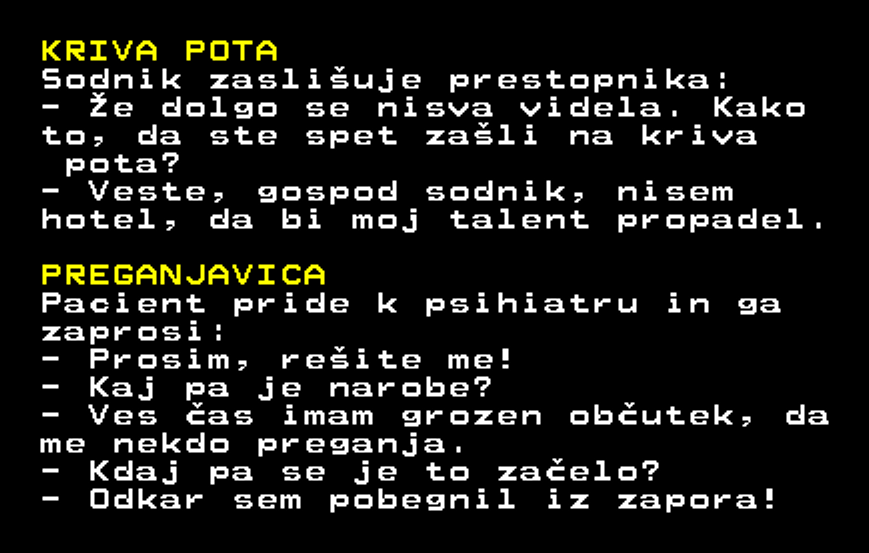 KRIVA POTA
Sodnik zaslišuje prestopnika:
- Že dolgo se nisva videla. Kako
to, da ste spet zašli na kriva
pota?
- Veste, gospod sodnik, nisem
hotel, da bi moj talent propadel.
PREGANJAVICA
Pacient pride k psihiatru in ga
zaprosi:
- Prosim, rešite me!
- Kaj pa je narobe?
- Ves čas imam grozen občutek, da
me nekdo preganja.
- Kdaj pa se je to začelo?
- Odkar sem pobegnil iz zapora!